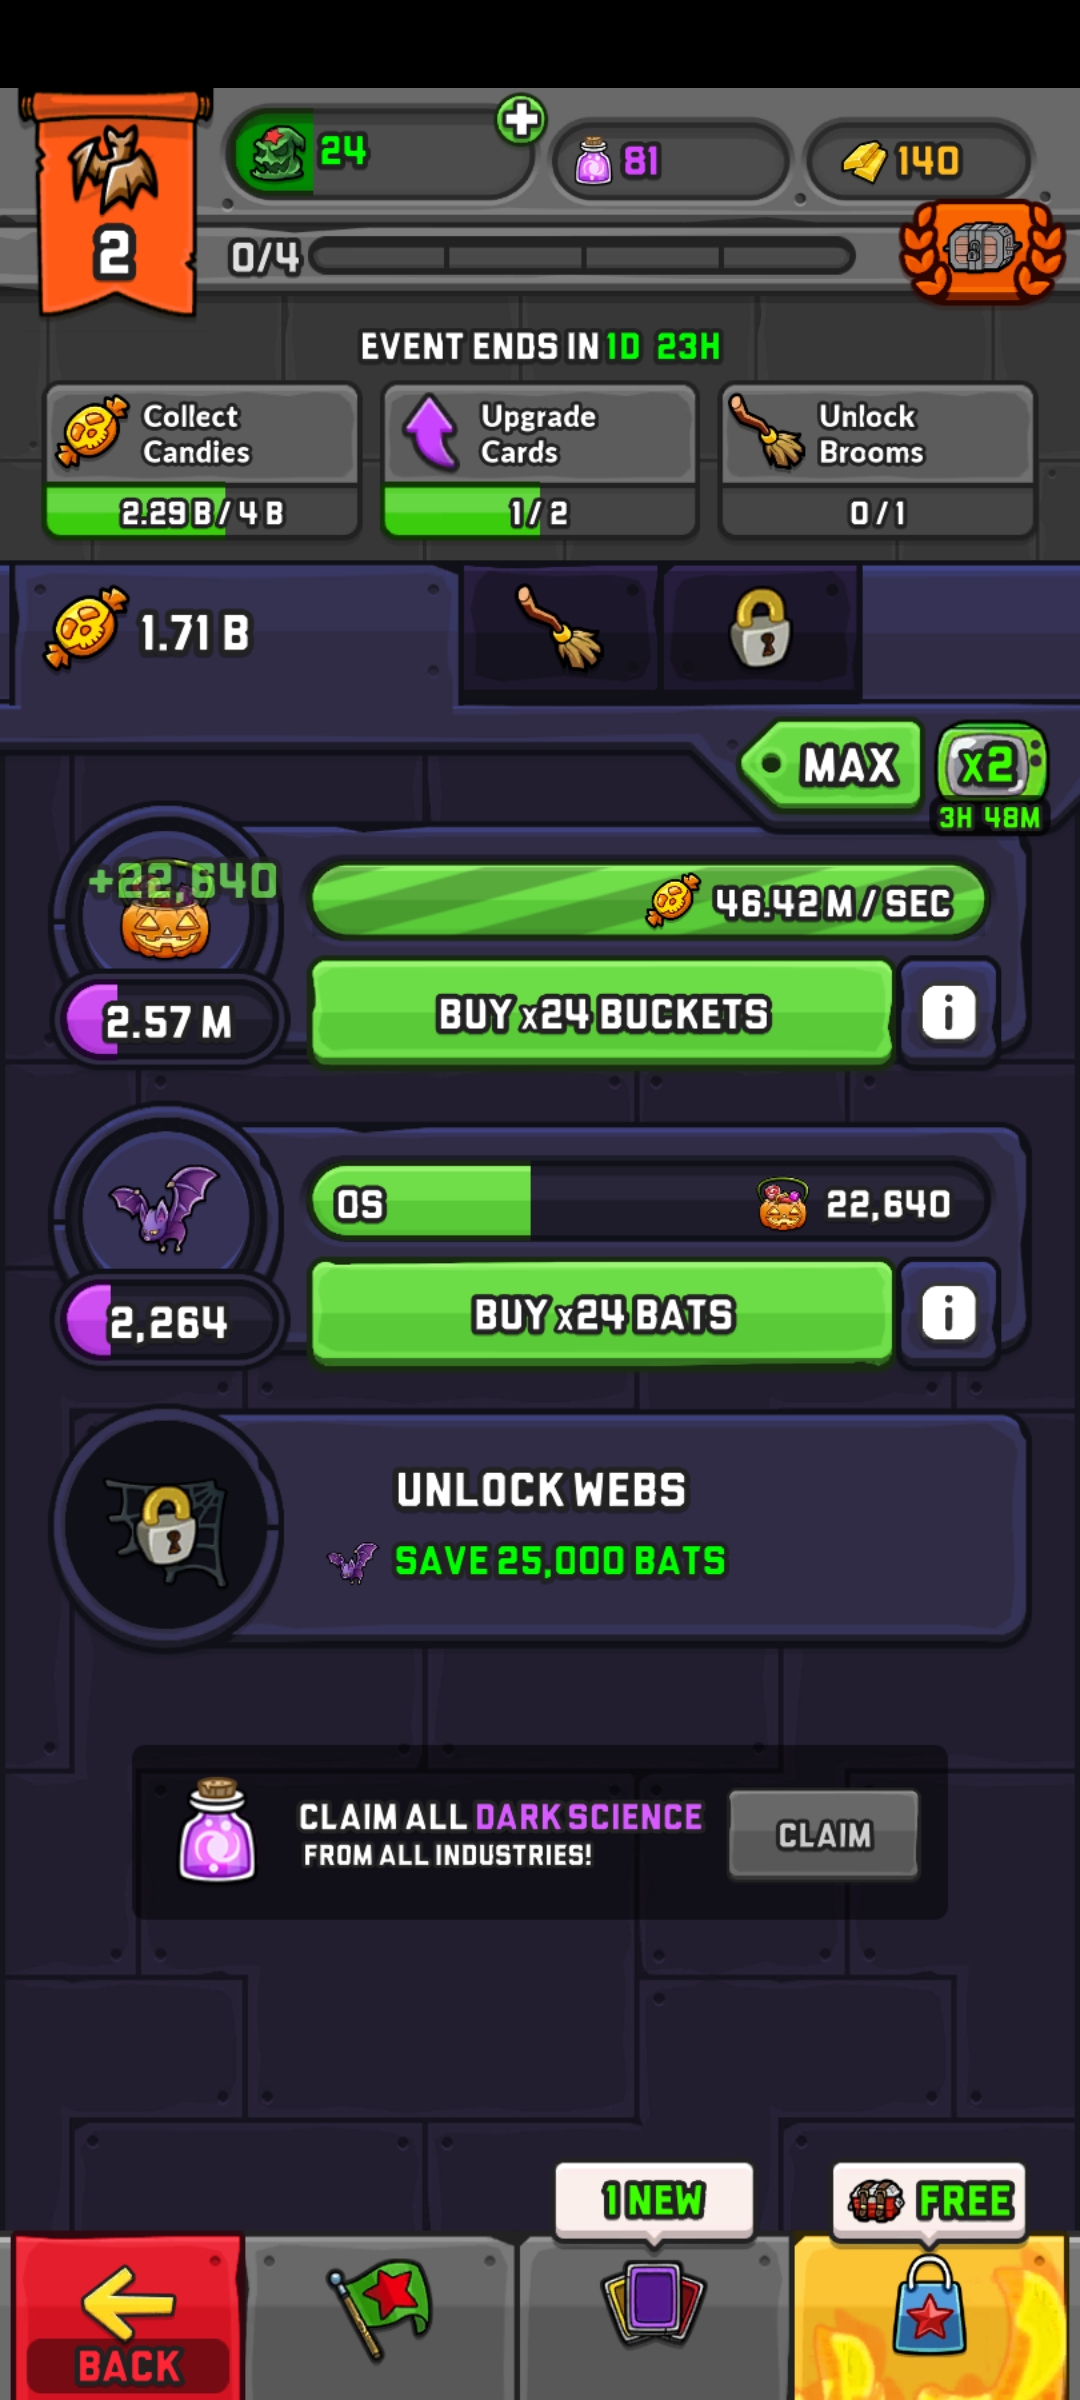 24
81
140
2
0/4
EVENT ENDS IN 1D 23H
Collect
Candies
2.29 B / 4 B
Upgrade
Cards
1 / 2
Unlock
Brooms
0 / 1
1.71 B
MAX
x2
3H 48M
+22,640
46.42 M / SEC
2.57 M
BUY x24 BUCKETS
i
0S
22,640
2,264
BUY x24 BATS
i
UNLOCK WEBS
SAVE 25,000 BATS
CLAIM ALL DARK SCIENCE
FROM ALL INDUSTRIES!
CLAIM
1 NEW
FREE
BACK